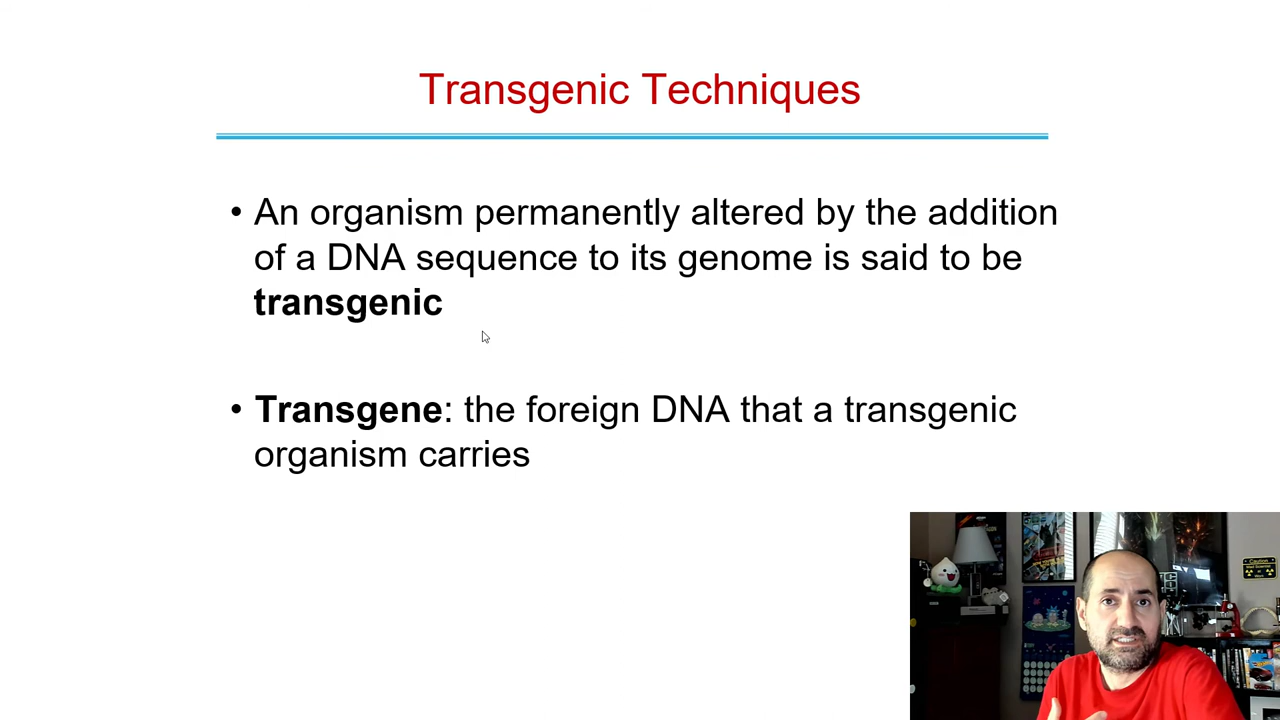 Transgenic Techniques
• An organism permanently altered by the addition
of a DNA sequence to its genome is said to be
transgenic
• Transgene: the foreign DNA that a transgenic
organism carries
Caution